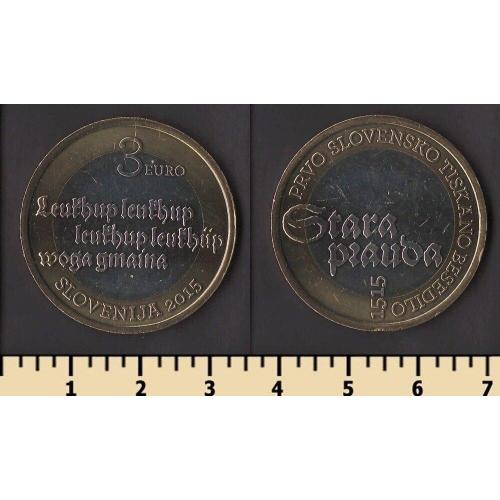 3
EURO
Leukhup leukhup
leukhup leukhup
woga gmaina
SLOVENIJA 2015
PRVO SLOVENSKO TISKANO BESEDILO
Stara
prauda
1515
1 2 3 4 5 6 7